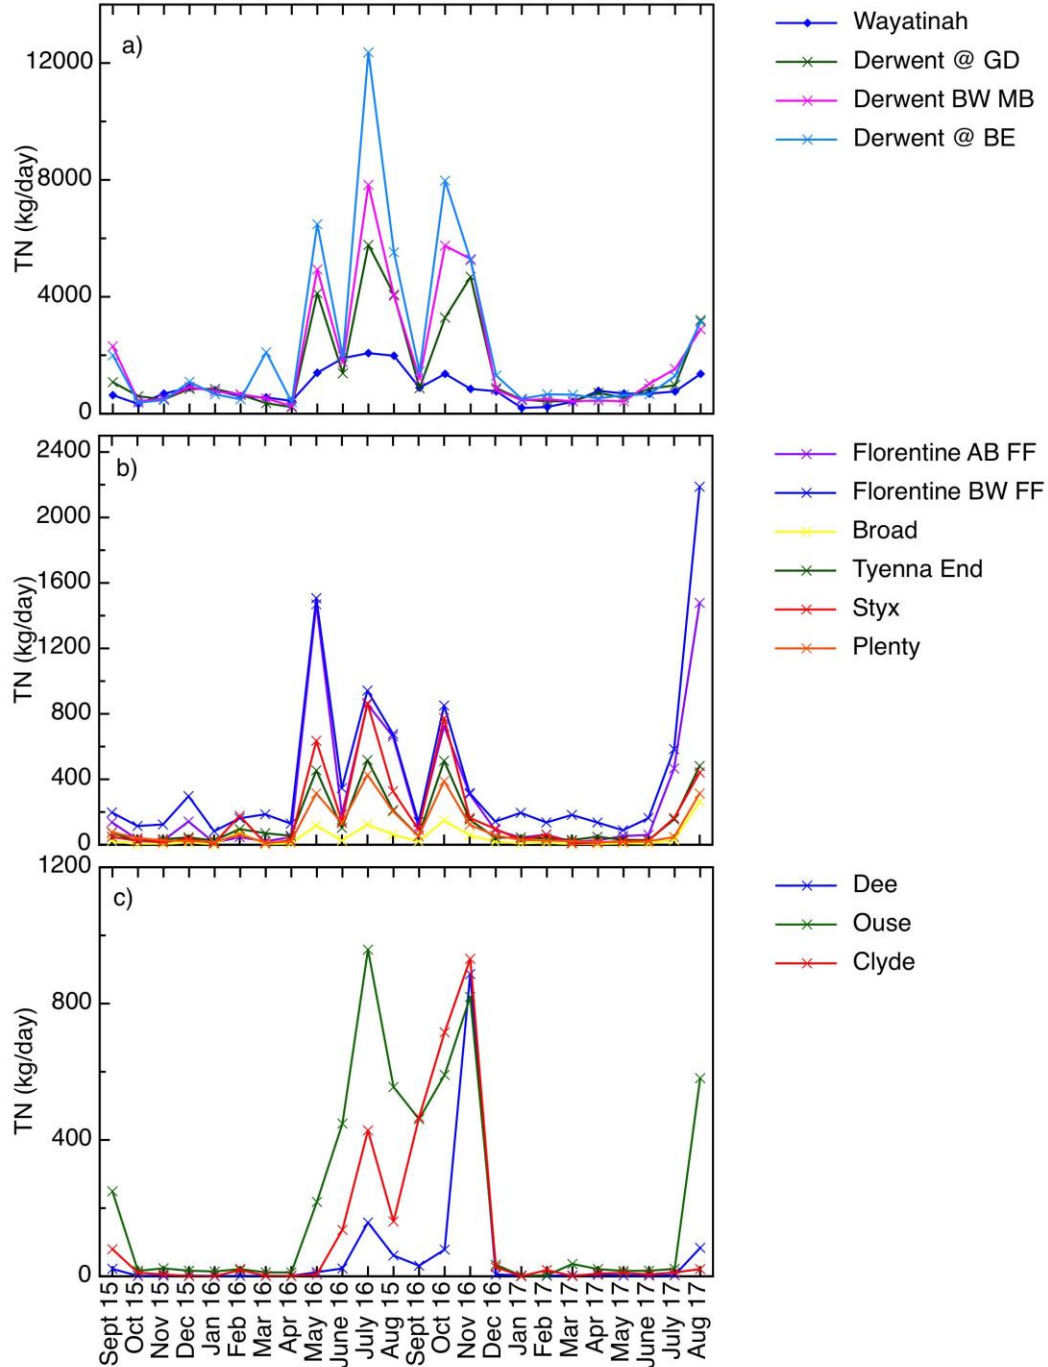 a)
TN (kg/day)
12000
8000
4000
0
Wayatinah
Derwent @ GD
Derwent BW MB
Derwent @ BE
b)
TN (kg/day)
2400
2000
1600
1200
800
400
0
Florentine AB FF
Florentine BW FF
Broad
Tyenna End
Styx
Plenty
c)
TN (kg/day)
1200
800
400
0
Dee
Ouse
Clyde
Sept 15
Oct 15
Nov 15
Dec 15
Jan 16
Feb 16
Mar 16
Apr 16
May 16
June 16
July 16
Aug 16
Sept 16
Oct 16
Nov 16
Dec 16
Jan 17
Feb 17
Mar 17
Apr 17
May 17
June 17
July 17
Aug 17